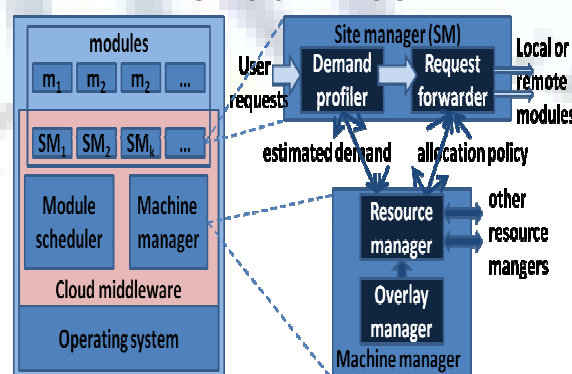 modules
m1 m2 m2 ...
SM1 SM2 SMk ...
Module
scheduler
Machine
manager
Cloud middleware
Operating system
Site manager (SM)
User
requests
Demand
profiler
Request
forwarder
Local or
remote
modules
estimated demand
allocation policy
Resource
manager
other
resource
mangers
Overlay
manager
Machine manager